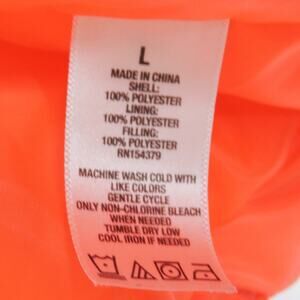 L
MADE IN CHINA
SHELL:
100% POLYESTER
LINING:
100% POLYESTER
FILLING:
100% POLYESTER
RN154379
MACHINE WASH COLD WITH
LIKE COLORS
GENTLE CYCLE
ONLY NON-CHLORINE BLEACH
WHEN NEEDED
TUMBLE DRY LOW
COOL IRON IF NEEDED